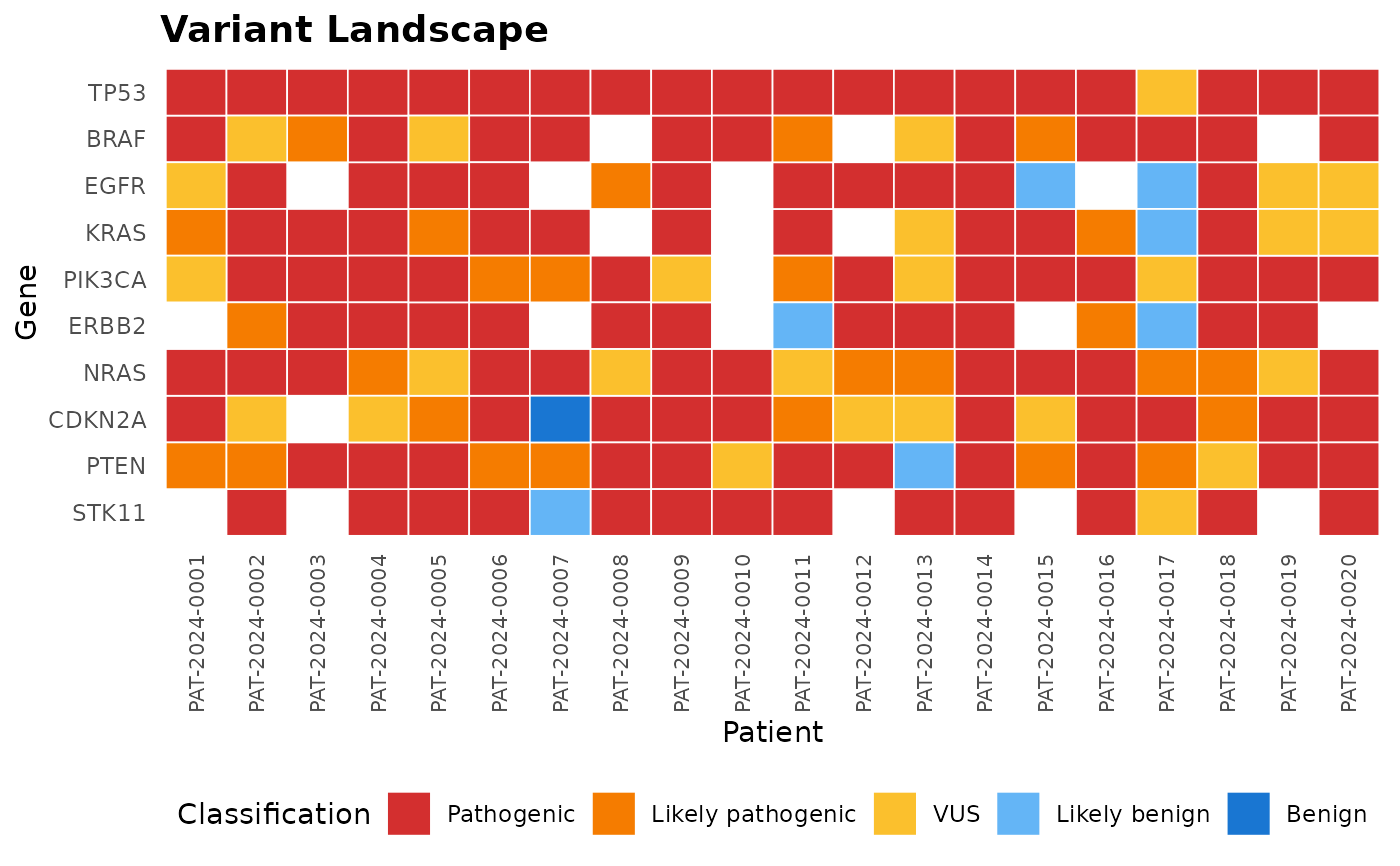 Variant Landscape
Gene
TP53
BRAF
EGFR
KRAS
PIK3CA
ERBB2
NRAS
CDKN2A
PTEN
STK11
PAT-2024-0001
PAT-2024-0002
PAT-2024-0003
PAT-2024-0004
PAT-2024-0005
PAT-2024-0006
PAT-2024-0007
PAT-2024-0008
PAT-2024-0009
PAT-2024-0010
PAT-2024-0011
PAT-2024-0012
PAT-2024-0013
PAT-2024-0014
PAT-2024-0015
PAT-2024-0016
PAT-2024-0017
PAT-2024-0018
PAT-2024-0019
PAT-2024-0020
Patient
Classification Pathogenic Likely pathogenic VUS Likely benign Benign